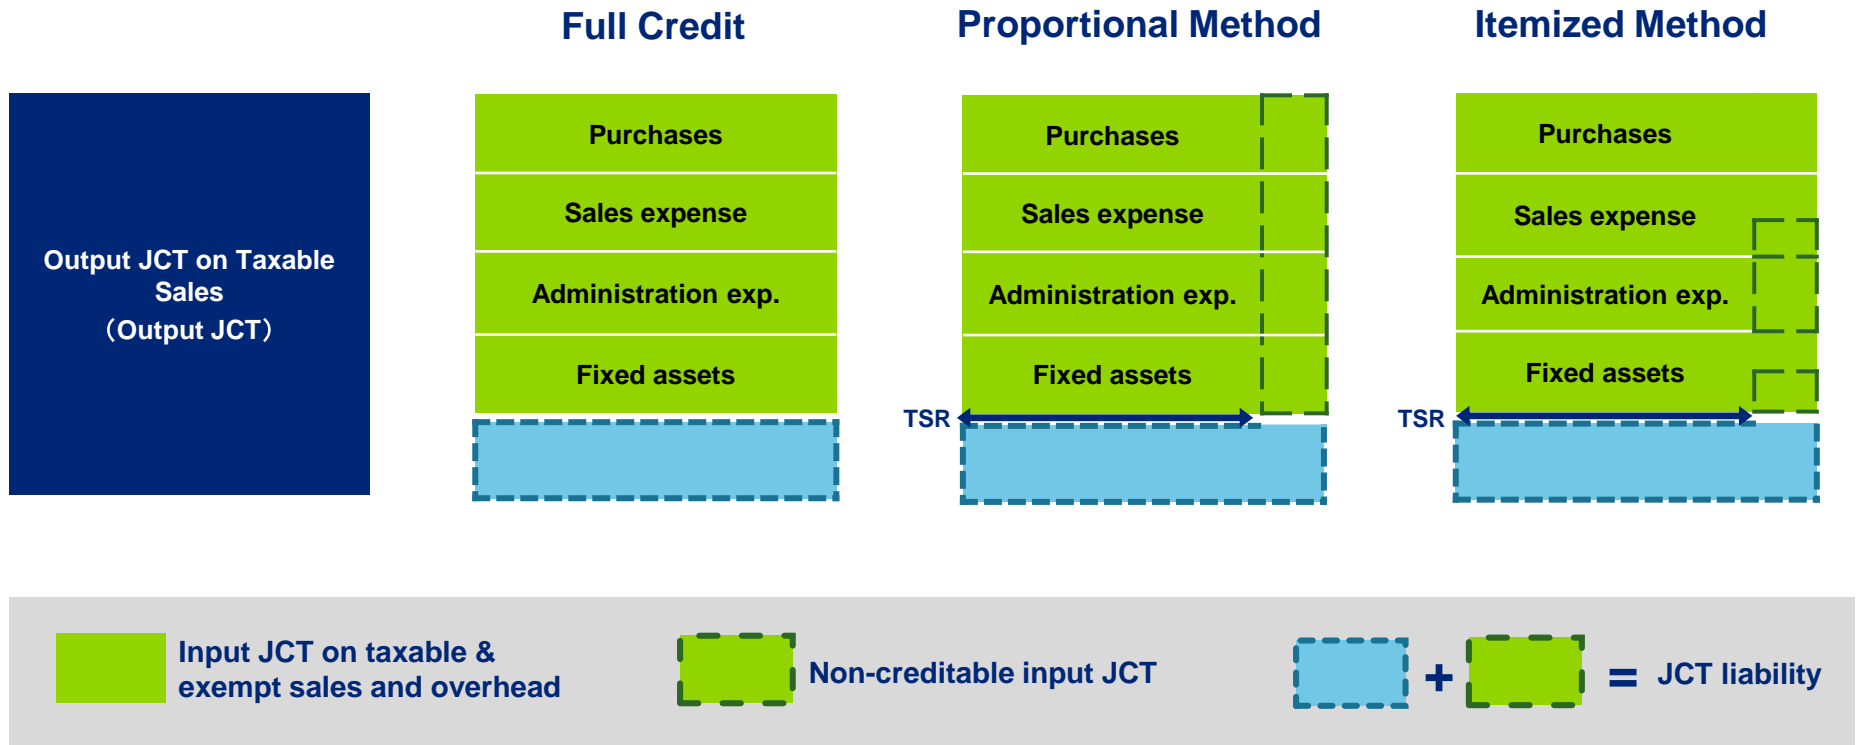 Full Credit
Proportional Method
Itemized Method
Output JCT on Taxable
Sales
（Output JCT）
Purchases
Sales expense
Administration exp.
Fixed assets
Purchases
Sales expense
Administration exp.
Fixed assets
TSR
Purchases
Sales expense
Administration exp.
Fixed assets
TSR
Input JCT on taxable &
exempt sales and overhead
Non-creditable input JCT
+
=
JCT liability